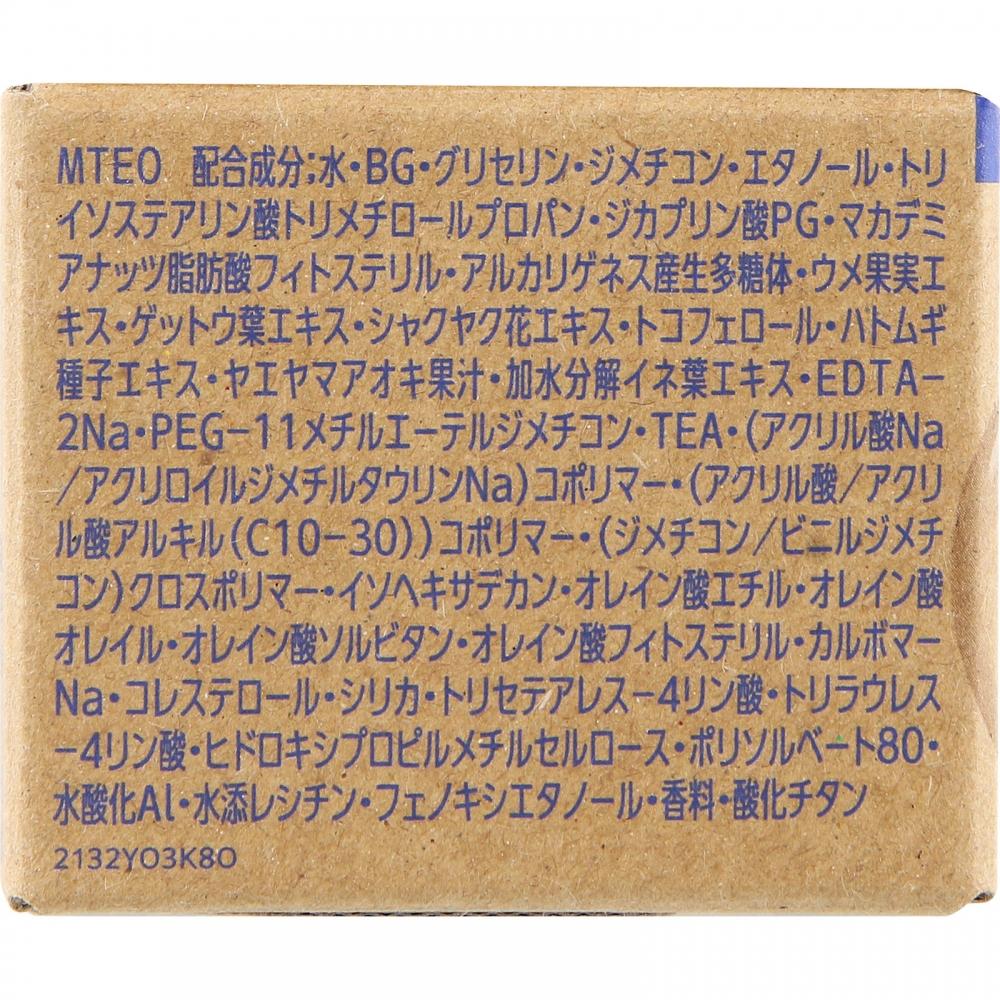 MTEO 配合成分;水・BG・グリセリン・ジメチコン・エタノール・トリ
イソステアリン酸トリメチロールプロパン・ジカプリン酸PG・マカデミ
アナッツ脂肪酸フィトステリル・アルカリゲネス産生多糖体・ウメ果実エ
キス・ゲットウ葉エキス・シャクヤク花エキス・トコフェロール・ハトムギ
種子エキス・ヤエヤマアオキ果汁・加水分解イネ葉エキス・EDTA-
2Na・PEG-11メチルエーテルジメチコン・TEA・(アクリル酸Na
/アクリロイルジメチルタウリンNa)コポリマー・(アクリル酸/アクリ
ル酸アルキル(C10-30))コポリマー・(ジメチコン/ビニルジメチ
コン)クロスポリマー・イソヘキサデカン・オレイン酸エチル・オレイン酸
オレイル・オレイン酸ソルビタン・オレイン酸フィトステリル・カルボマー
Na・コレステロール・シリカ・トリセテアレス-4リン酸・トリラウレス
-4リン酸・ヒドロキシプロピルメチルセルロース・ポリソルベート80・
水酸化Al・水添レシチン・フェノキシエタノール・香料・酸化チタン
2132YO3K8O